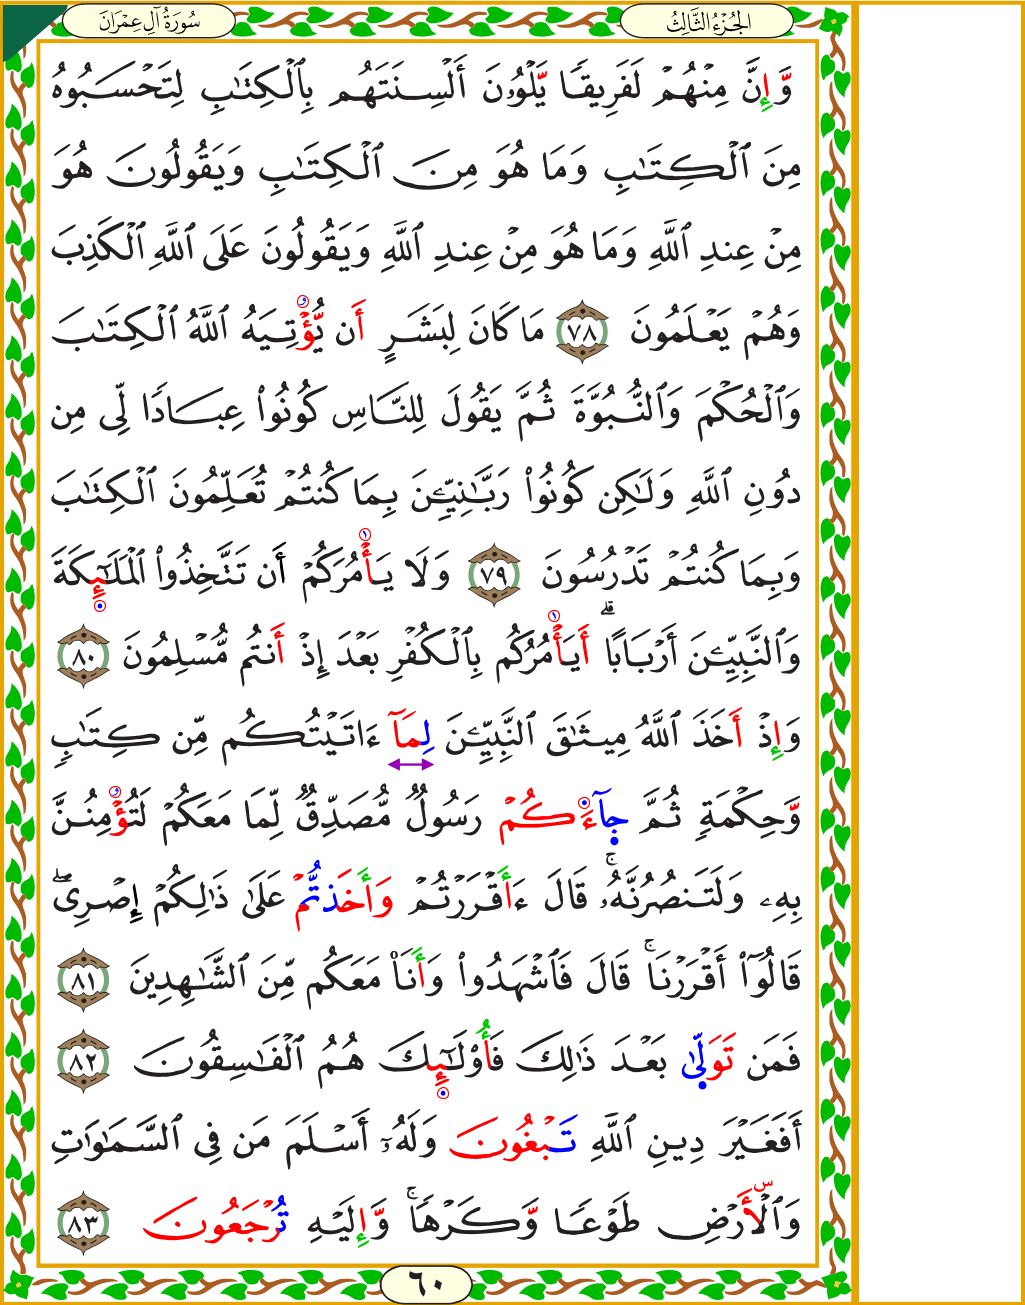 الجُزْءُ الثَّالِثُ
سُورَةُ آلِ عِمْرَانَ
وَّإِنَّ مِنْهُمْ لَفَرِيقًا يَّلْوُۥنَ أَلْسِنَتَهُم بِٱلْكِتَٰبِ لِتَحْسَبُوهُ
مِنَ ٱلْكِتَٰبِ وَمَا هُوَ مِنَ ٱلْكِتَٰبِ وَيَقُولُونَ هُوَ
مِنْ عِندِ ٱللَّهِ وَمَا هُوَ مِنْ عِندِ ٱللَّهِ وَيَقُولُونَ عَلَى ٱللَّهِ ٱلْكَذِبَ
وَهُمْ يَعْلَمُونَ ٧٨ مَا كَانَ لِبَشَرٍ أَن يُّؤْتِيَهُ ٱللَّهُ ٱلْكِتَٰبَ
وَٱلْحُكْمَ وَٱلنُّبُوَّةَ ثُمَّ يَقُولَ لِلنَّاسِ كُونُوا۟ عِبَادًا لِّى مِن
دُونِ ٱللَّهِ وَلَٰكِن كُونُوا۟ رَبَّٰنِيِّۦنَ بِمَا كُنتُمْ تُعَلِّمُونَ ٱلْكِتَٰبَ
وَبِمَا كُنتُمْ تَدْرُسُونَ ٧٩ وَلَا يَأْمُرَكُمْ أَن تَتَّخِذُوا۟ ٱلْمَلَٰٓئِكَةَ
وَٱلنَّبِيِّۦنَ أَرْبَابًا ۗ أَيَأْمُرُكُم بِٱلْكُفْرِ بَعْدَ إِذْ أَنتُم مُّسْلِمُونَ ٨٠
وَإِذْ أَخَذَ ٱللَّهُ مِيثَٰقَ ٱلنَّبِيِّۦنَ لِمَآ ءَاتَيْتُكُم مِّن كِتَٰبٍ
وَّحِكْمَةٍ ثُمَّ جَآءَكُمْ رَسُولٌ مُّصَدِّقٌ لِّمَا مَعَكُمْ لَتُؤْمِنُنَّ
بِهِۦ وَلَتَنصُرُنَّهُۥ ۚ قَالَ ءَأَقْرَرْتُمْ وَأَخَذتُّمْ عَلَىٰ ذَٰلِكُمْ إِصْرِى ۖ
قَالُوٓا۟ أَقْرَرْنَا ۚ قَالَ فَٱشْهَدُوا۟ وَأَنَا۠ مَعَكُم مِّنَ ٱلشَّٰهِدِينَ ٨١
فَمَن تَوَلَّىٰ بَعْدَ ذَٰلِكَ فَأُو۟لَٰٓئِكَ هُمُ ٱلْفَٰسِقُونَ ٨٢
أَفَغَيْرَ دِينِ ٱللَّهِ تَبْغُونَ وَلَهُۥٓ أَسْلَمَ مَن فِى ٱلسَّمَٰوَٰتِ
وَٱلْأَرْضِ طَوْعًا وَّكَرْهًا ۚ وَّإِلَيْهِ تُرْجَعُونَ ٨٣
٦٠